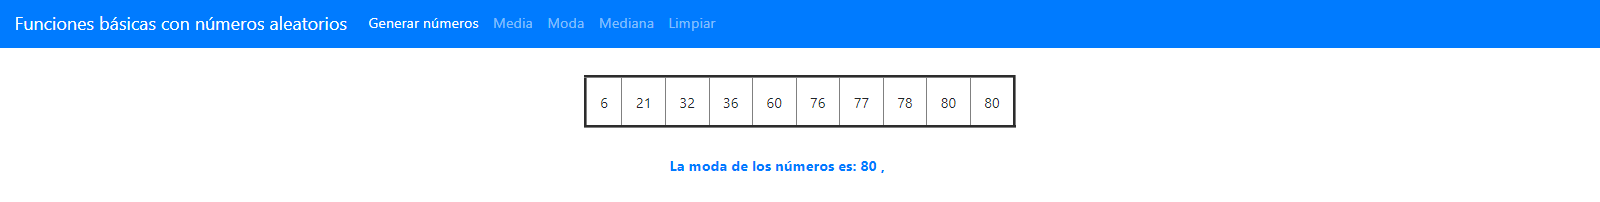 Funciones básicas con números aleatorios Generar números Media Moda Mediana Limpiar
6 21 32 36 60 76 77 78 80 80
La moda de los números es: 80 ,